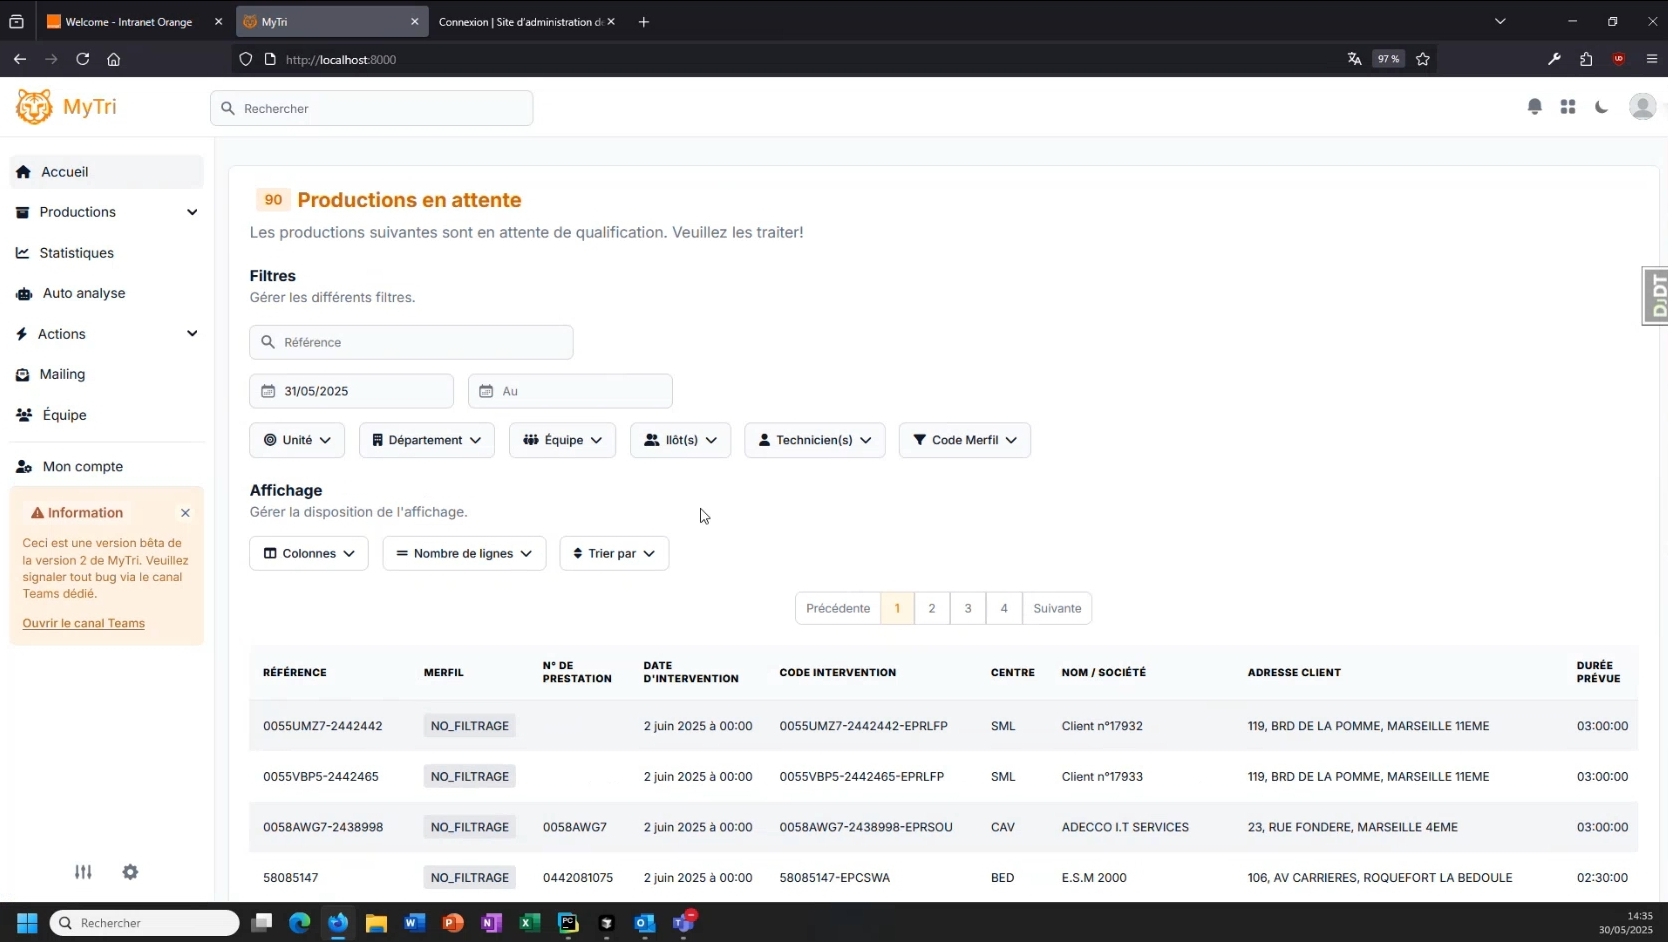 Welcome - Intranet Orange
MyTri
Connexion | Site d'administration de
http://localhost:8000
97 %
MyTri
Rechercher
Accueil
Productions
Statistiques
Auto analyse
Actions
Mailing
Équipe
Mon compte
Information
Ceci est une version bêta de
la version 2 de MyTri. Veuillez
signaler tout bug via le canal
Teams dédié.
Ouvrir le canal Teams
90 Productions en attente
Les productions suivantes sont en attente de qualification. Veuillez les traiter!
Filtres
Gérer les différents filtres.
Référence
31/05/2025 Au
Unité Département Équipe Ilôt(s) Technicien(s) Code Merfil
Affichage
Gérer la disposition de l'affichage.
Colonnes Nombre de lignes Trier par
Précédente 1 2 3 4 Suivante
RÉFÉRENCE MERFIL N° DE PRESTATION DATE D'INTERVENTION CODE INTERVENTION CENTRE NOM / SOCIÉTÉ ADRESSE CLIENT DURÉE PRÉVUE
0055UMZ7-2442442 NO_FILTRAGE 2 juin 2025 à 00:00 0055UMZ7-2442442-EPRLFP SML Client n°17932 119, BRD DE LA POMME, MARSEILLE 11EME 03:00:00
0055VBP5-2442465 NO_FILTRAGE 2 juin 2025 à 00:00 0055VBP5-2442465-EPRLFP SML Client n°17933 119, BRD DE LA POMME, MARSEILLE 11EME 03:00:00
0058AWG7-2438998 NO_FILTRAGE 0058AWG7 2 juin 2025 à 00:00 0058AWG7-2438998-EPRSOU CAV ADECCO I.T SERVICES 23, RUE FONDERE, MARSEILLE 4EME 03:00:00
58085147 NO_FILTRAGE 0442081075 2 juin 2025 à 00:00 58085147-EPCSWA BED E.S.M 2000 106, AV CARRIERES, ROQUEFORT LA BEDOULE 02:30:00
DjDT
Rechercher
14:35
30/05/2025